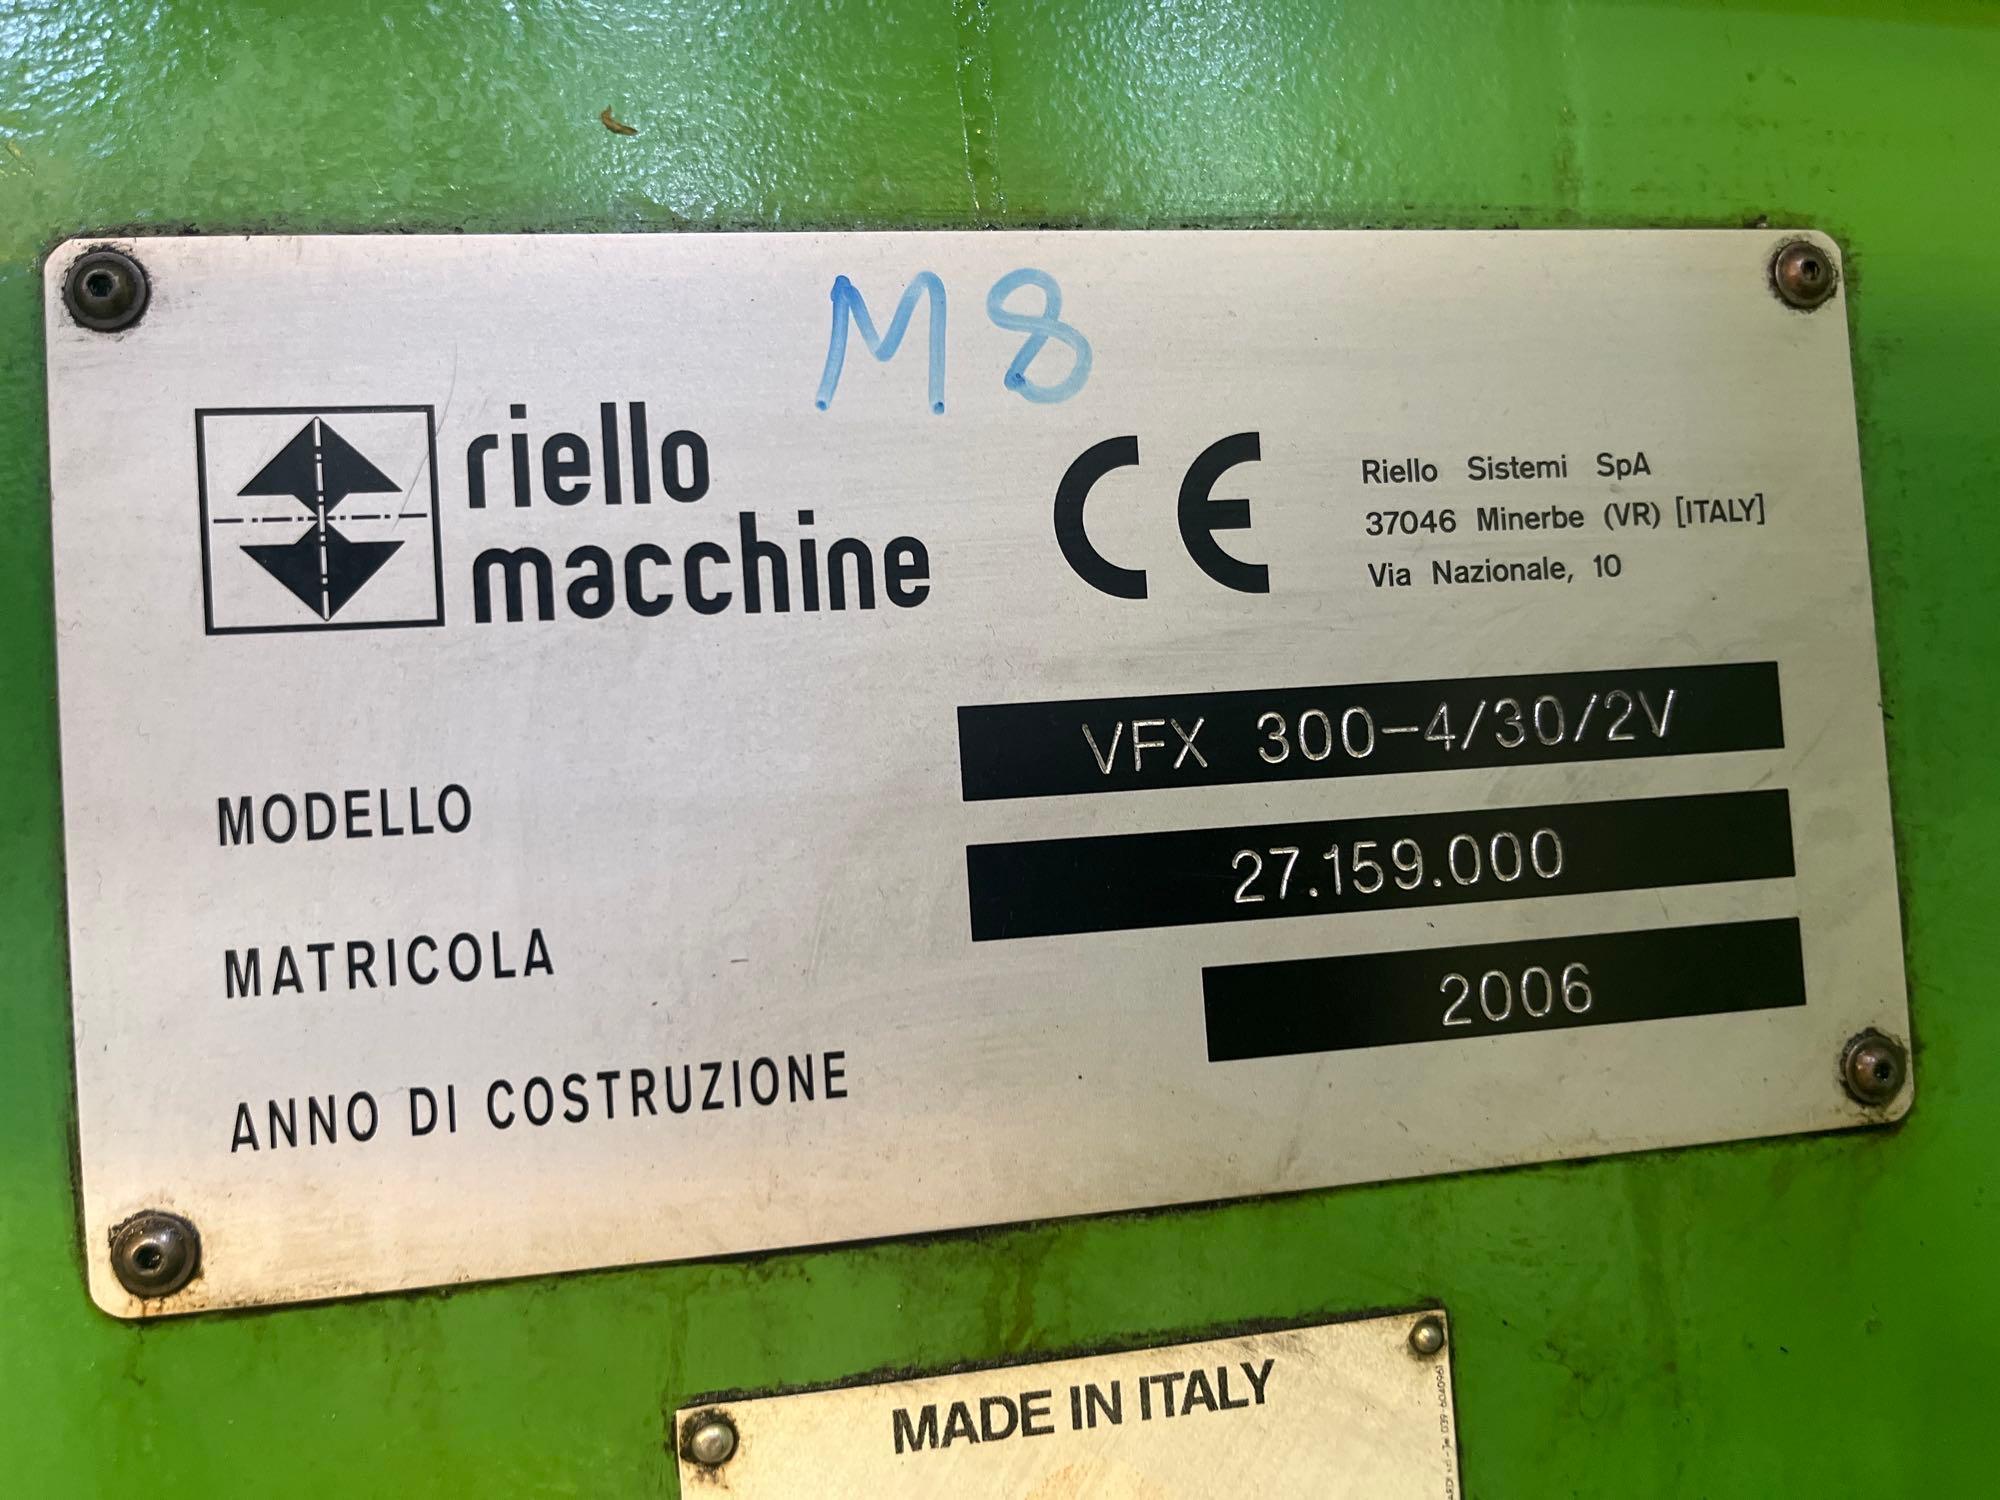 M8
riello
macchine
CE
Riello Sistemi SpA
37046 Minerbe (VR) [ITALY]
Via Nazionale, 10
MODELLO VFX 300-4/30/2V
MATRICOLA 27.159.000
ANNO DI COSTRUZIONE 2006
MADE IN ITALY